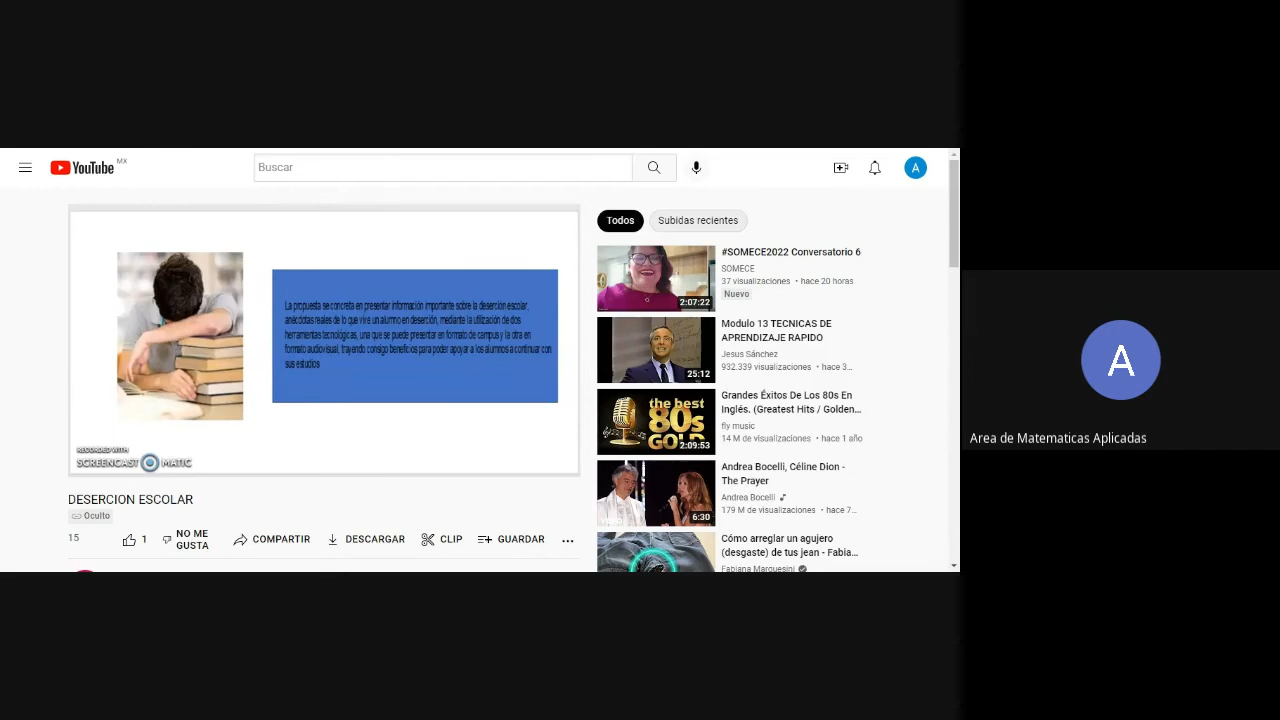 YouTube MX
Buscar
A
La propuesta se concreta en presentar información importante sobre la deserción escolar,
anécdotas reales de lo que vive un alumno en deserción, mediante la utilización de dos
herramientas tecnológicas, una que se puede presentar en formato de campus y la otra en
formato audiovisual, trayendo consigo beneficios para poder apoyar a los alumnos a continuar con
sus estudios
RECORDED WITH
SCREENCAST MATIC
DESERCION ESCOLAR
Oculto
15
1
NO ME
GUSTA
COMPARTIR
DESCARGAR
CLIP
GUARDAR
Todos
Subidas recientes
#SOMECE2022 Conversatorio 6
SOMECE
37 visualizaciones • hace 20 horas
Nuevo
2:07:22
Modulo 13 TECNICAS DE
APRENDIZAJE RAPIDO
Jesus Sánchez
932.339 visualizaciones • hace 3...
25:12
the best
80s
GOLD
2:09:53
Grandes Éxitos De Los 80s En
Inglés. (Greatest Hits / Golden...
fly music
14 M de visualizaciones • hace 1 año
Andrea Bocelli, Céline Dion -
The Prayer
Andrea Bocelli
179 M de visualizaciones • hace 7...
6:30
Cómo arreglar un agujero
(desgaste) de tus jean - Fabia...
Fabiana Marquesini
A
Area de Matematicas Aplicadas